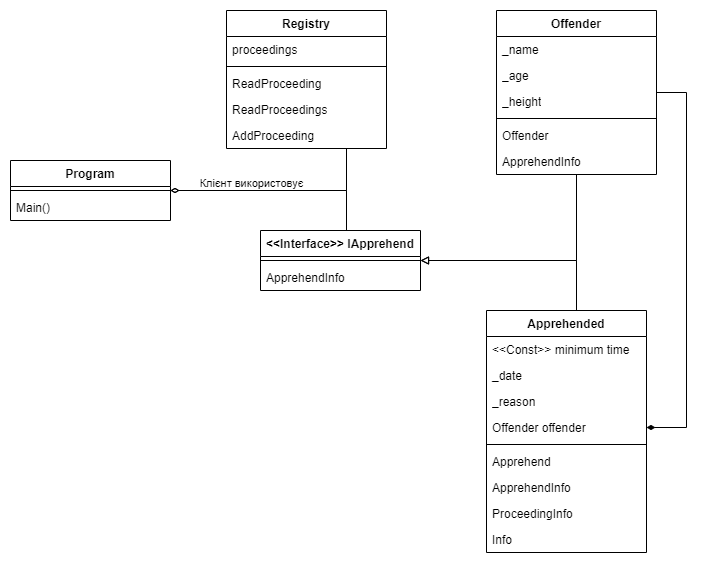 Registry
proceedings
ReadProceeding
ReadProceedings
AddProceeding
Offender
_name
_age
_height
Offender
ApprehendInfo
Program
Main()
Клієнт використовує
<<Interface>> IApprehend
ApprehendInfo
Apprehended
<<Const>> minimum time
_date
_reason
Offender offender
Apprehend
ApprehendInfo
ProceedingInfo
Info